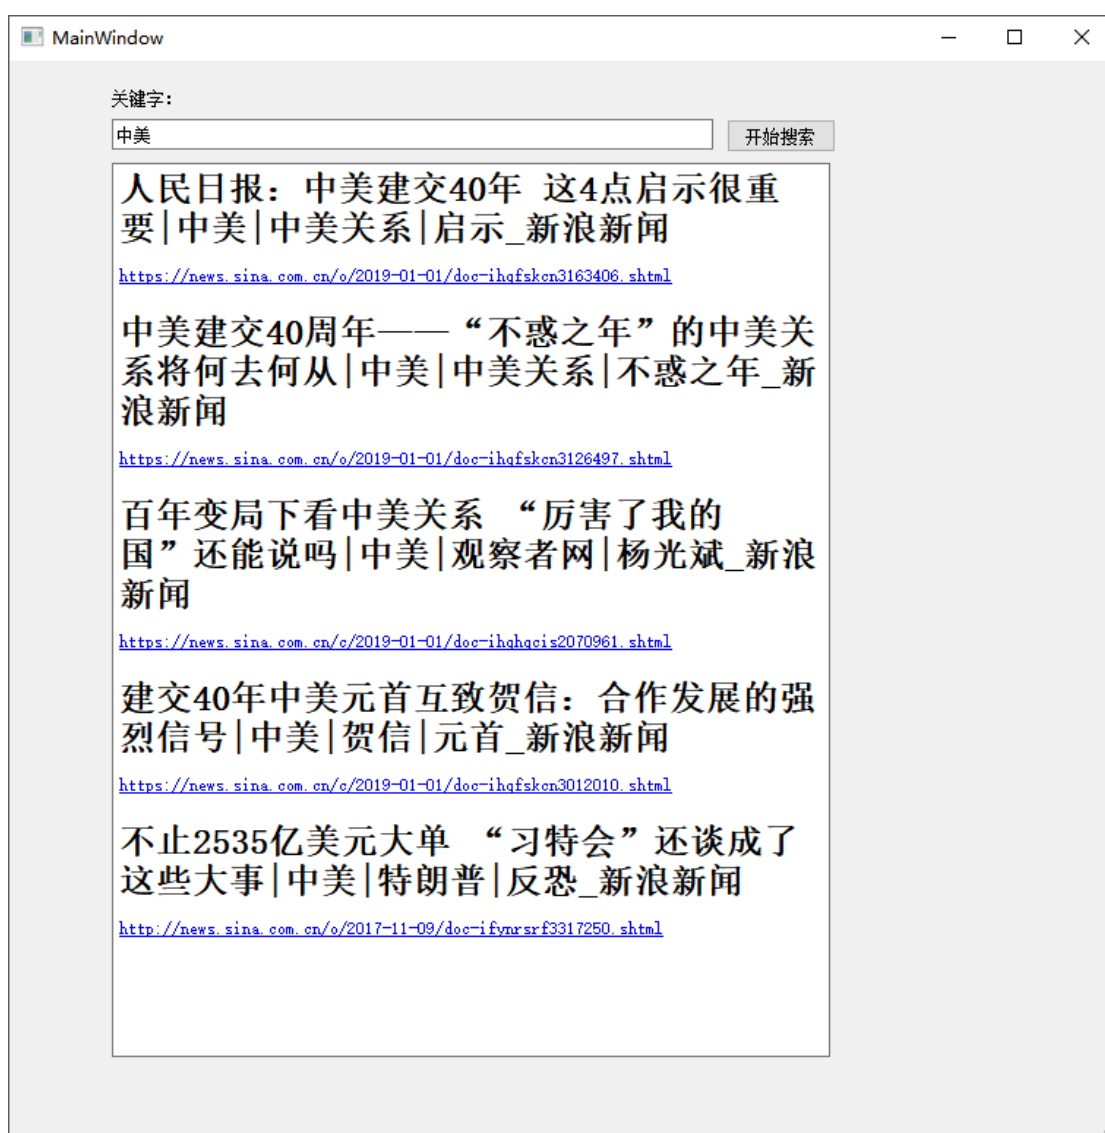 MainWindow
关键字：
中美
开始搜索
人民日报：中美建交40年 这4点启示很重
要|中美|中美关系|启示_新浪新闻
https://news.sina.com.cn/o/2019-01-01/doc-ihqfskcn3163406.shtml
中美建交40周年——“不惑之年”的中美关
系将何去何从|中美|中美关系|不惑之年_新
浪新闻
https://news.sina.com.cn/o/2019-01-01/doc-ihqfskcn3126497.shtml
百年变局下看中美关系 “厉害了我的
国”还能说吗|中美|观察者网|杨光斌_新浪
新闻
https://news.sina.com.cn/c/2019-01-01/doc-ihqhqcis2070961.shtml
建交40年中美元首互致贺信：合作发展的强
烈信号|中美|贺信|元首_新浪新闻
https://news.sina.com.cn/c/2019-01-01/doc-ihqfskcn3012010.shtml
不止2535亿美元大单 “习特会”还谈成了
这些大事|中美|特朗普|反恐_新浪新闻
http://news.sina.com.cn/o/2017-11-09/doc-ifynrsrf3317250.shtml